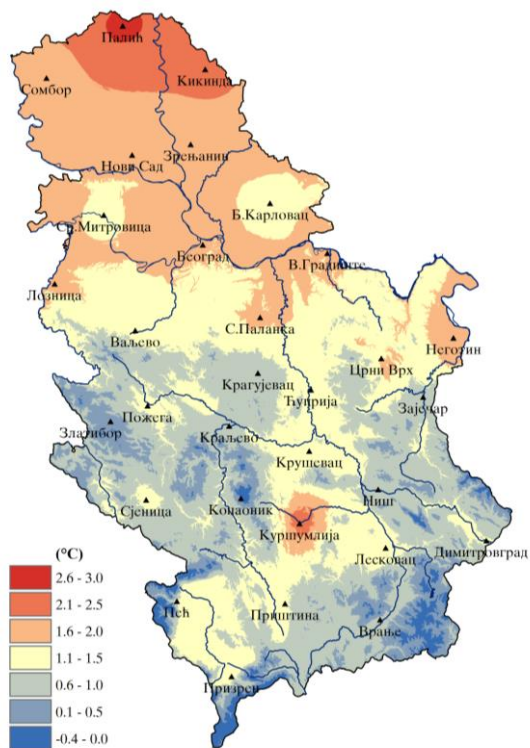 Палић
Кикинда
Сомбор
Зрењанин
Нови Сад
Б.Карловац
Ср.Митровица
Београд
В.Градиште
Лозница
С.Паланка
Ваљево
Неготин
Црни Врх
Крагујевац
Ћуприја
Зајечар
Пожега
Златибор
Краљево
Крушевац
Ниш
Сјеница
Копаоник
Куршумлија
Димитровград
Лесковац
(°C)
2.6 - 3.0
2.1 - 2.5
1.6 - 2.0
1.1 - 1.5
0.6 - 1.0
0.1 - 0.5
-0.4 - 0.0
Пећ
Приштина
Врање
Призрен